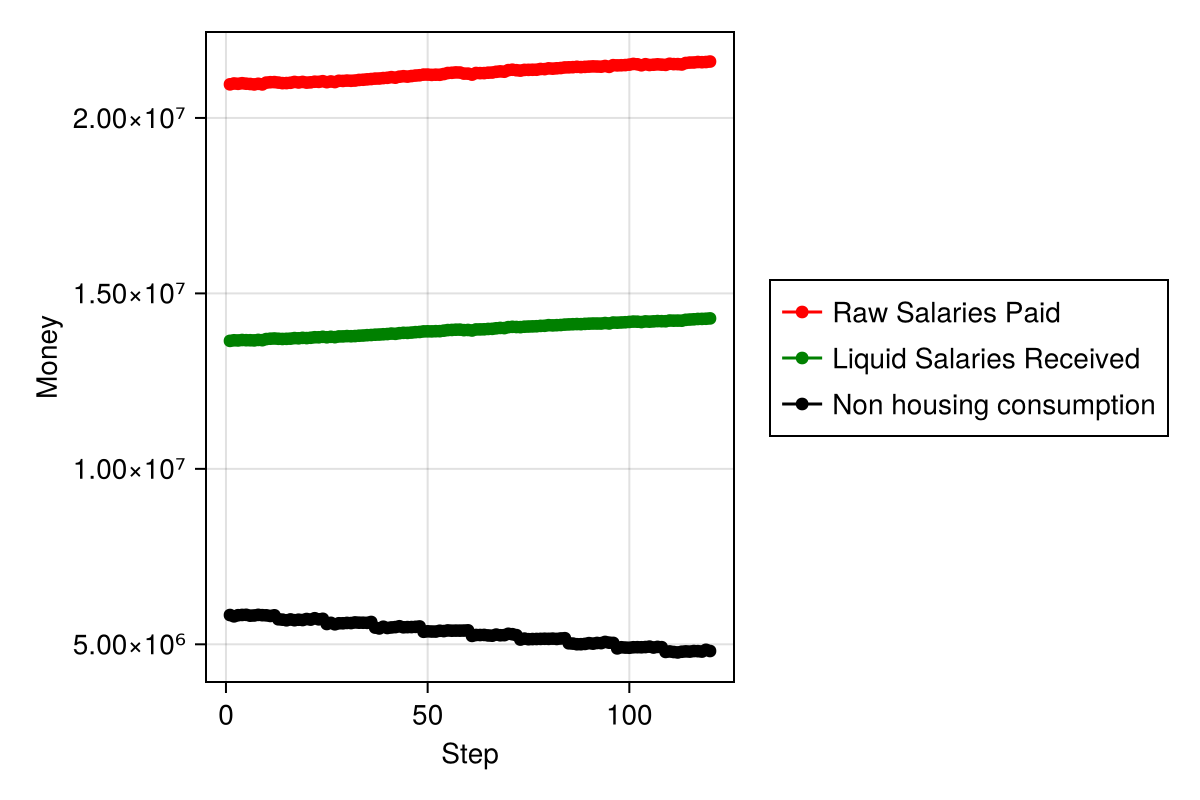 2.00×10⁷
1.50×10⁷
1.00×10⁷
5.00×10⁶
Money
0 50 100
Step
Raw Salaries Paid
Liquid Salaries Received
Non housing consumption